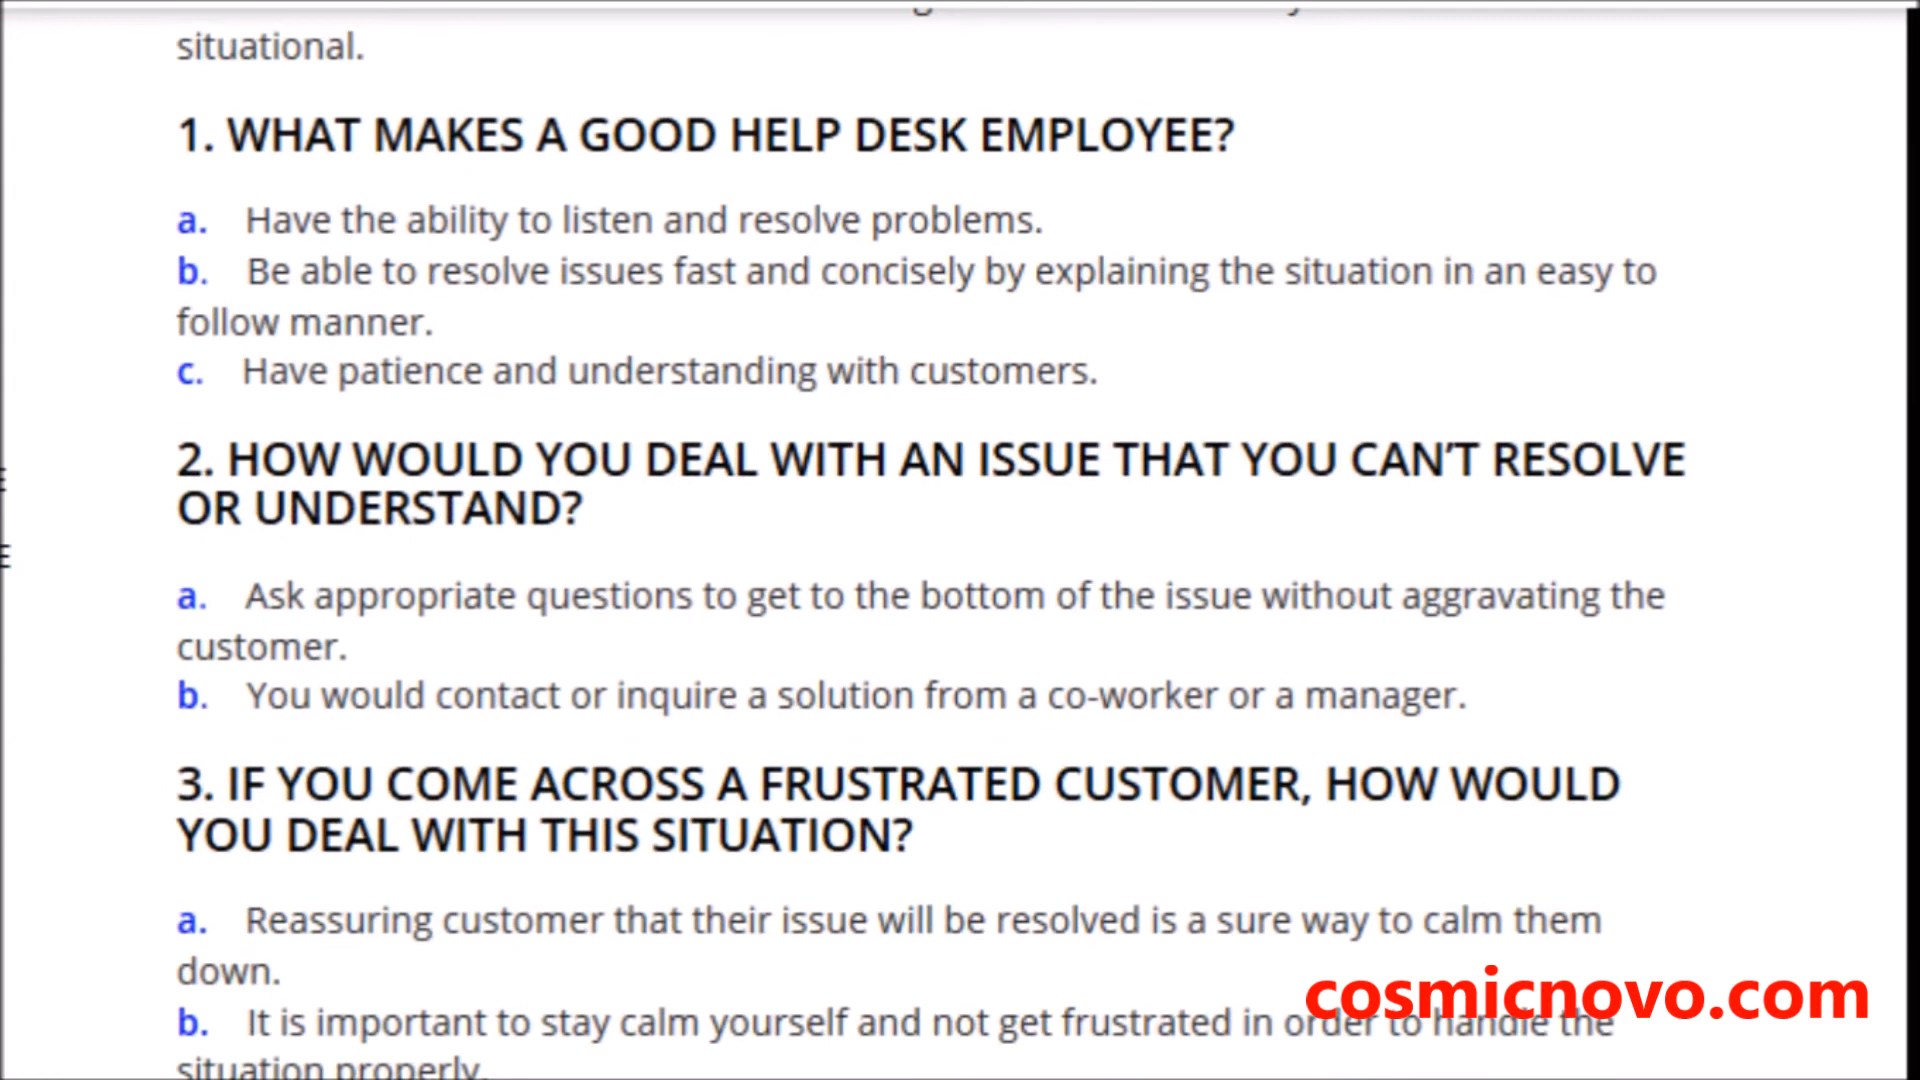 situational.
1. WHAT MAKES A GOOD HELP DESK EMPLOYEE?
a. Have the ability to listen and resolve problems.
b. Be able to resolve issues fast and concisely by explaining the situation in an easy to
follow manner.
c. Have patience and understanding with customers.
2. HOW WOULD YOU DEAL WITH AN ISSUE THAT YOU CAN’T RESOLVE
OR UNDERSTAND?
a. Ask appropriate questions to get to the bottom of the issue without aggravating the
customer.
b. You would contact or inquire a solution from a co-worker or a manager.
3. IF YOU COME ACROSS A FRUSTRATED CUSTOMER, HOW WOULD
YOU DEAL WITH THIS SITUATION?
a. Reassuring customer that their issue will be resolved is a sure way to calm them
down.
cosmicnovo.com
b. It is important to stay calm yourself and not get frustrated in order to handle the
situation properly.